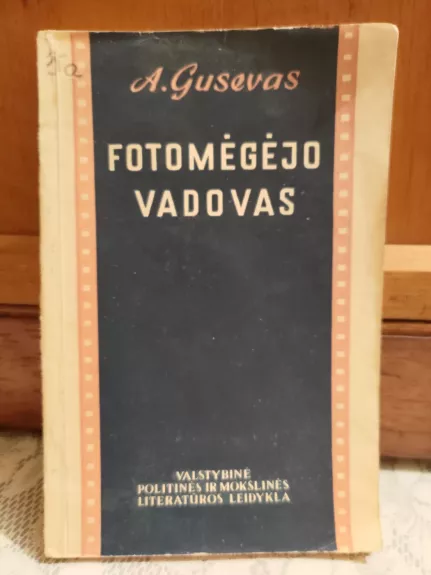 A. Gusevas
FOTOMĖGĖJO
VADOVAS
VALSTYBINĖ
POLITINĖS IR MOKSLINĖS
LITERATŪROS LEIDYKLA